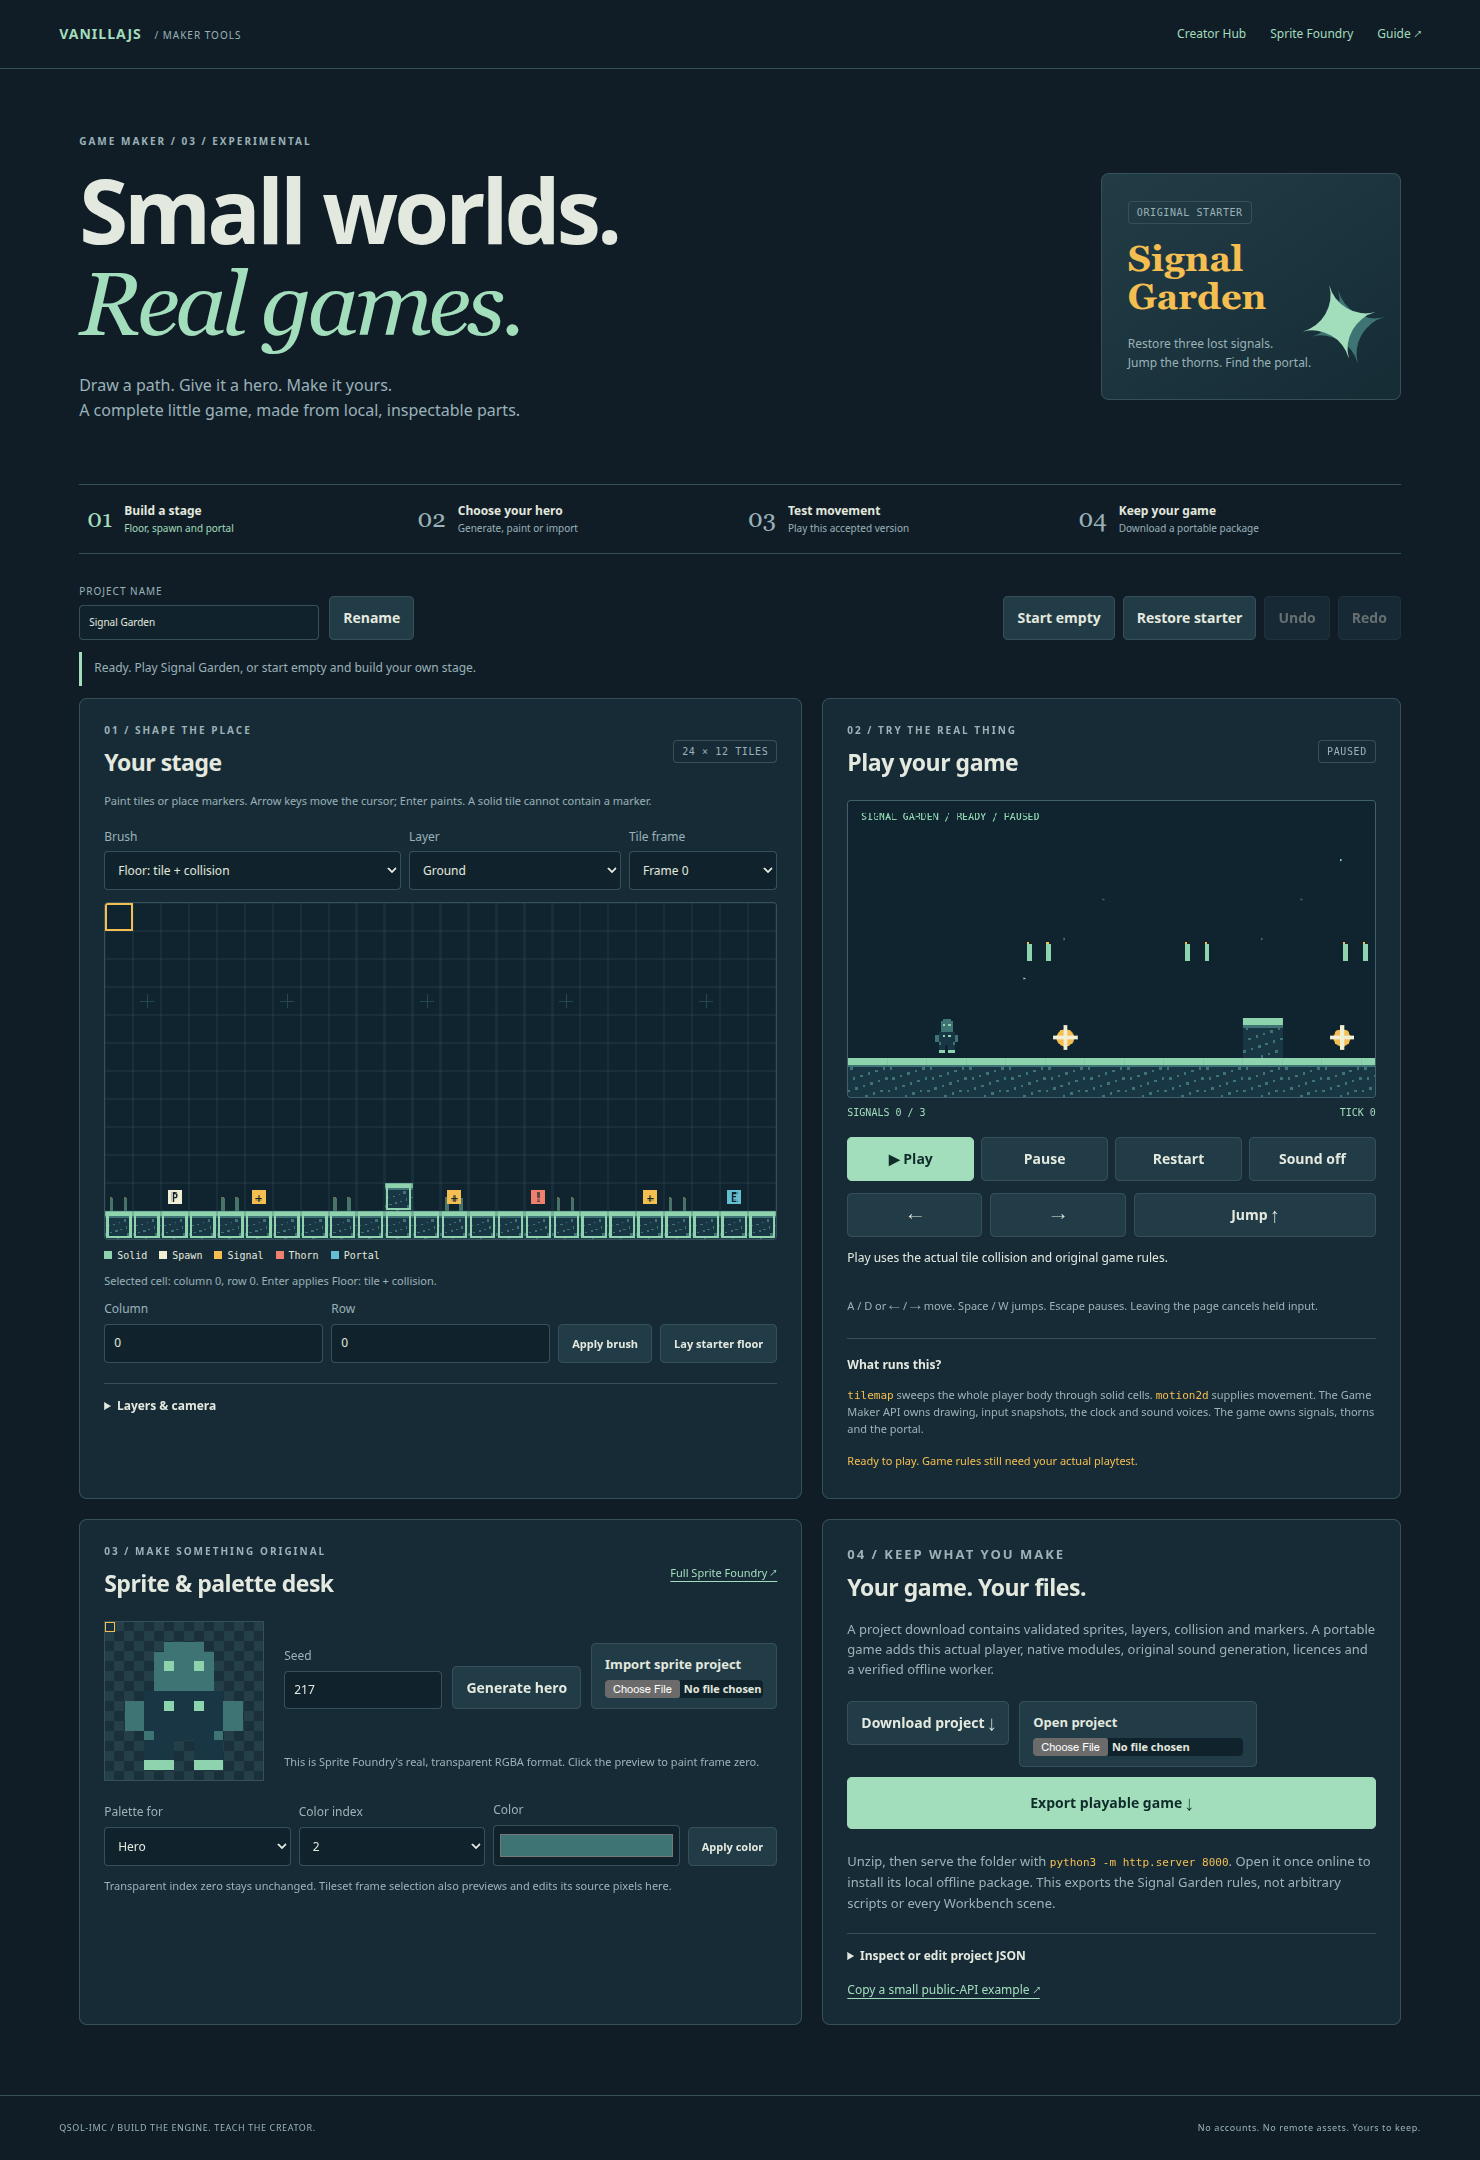 VANILLAJS / MAKER TOOLS
Creator Hub Sprite Foundry Guide ↗
GAME MAKER / 03 / EXPERIMENTAL
Small worlds.
Real games.
Draw a path. Give it a hero. Make it yours.
A complete little game, made from local, inspectable parts.
ORIGINAL STARTER
Signal
Garden
Restore three lost signals.
Jump the thorns. Find the portal.
01 Build a stage
Floor, spawn and portal
02 Choose your hero
Generate, paint or import
03 Test movement
Play this accepted version
04 Keep your game
Download a portable package
PROJECT NAME
Signal Garden
Rename
Start empty Restore starter Undo Redo
Ready. Play Signal Garden, or start empty and build your own stage.
01 / SHAPE THE PLACE
Your stage
24 × 12 TILES
Paint tiles or place markers. Arrow keys move the cursor; Enter paints. A solid tile cannot contain a marker.
Brush Layer Tile frame
Floor: tile + collision Ground Frame 0
P + + ! + E
Solid Spawn Signal Thorn Portal
Selected cell: column 0, row 0. Enter applies Floor: tile + collision.
Column Row
0 0 Apply brush Lay starter floor
▶ Layers & camera
02 / TRY THE REAL THING
Play your game
PAUSED
SIGNAL GARDEN / READY / PAUSED
SIGNALS 0 / 3 TICK 0
▶ Play Pause Restart Sound off
← → Jump ↑
Play uses the actual tile collision and original game rules.
A / D or ← / → move. Space / W jumps. Escape pauses. Leaving the page cancels held input.
What runs this?
tilemap sweeps the whole player body through solid cells. motion2d supplies movement. The Game
Maker API owns drawing, input snapshots, the clock and sound voices. The game owns signals, thorns
and the portal.
Ready to play. Game rules still need your actual playtest.
03 / MAKE SOMETHING ORIGINAL
Sprite & palette desk
Full Sprite Foundry ↗
Seed
217
Generate hero
Import sprite project
Choose File No file chosen
This is Sprite Foundry's real, transparent RGBA format. Click the preview to paint frame zero.
Palette for Color index Color
Hero 2 Apply color
Transparent index zero stays unchanged. Tileset frame selection also previews and edits its source pixels here.
04 / KEEP WHAT YOU MAKE
Your game. Your files.
A project download contains validated sprites, layers, collision and markers. A portable
game adds this actual player, native modules, original sound generation, licences and
a verified offline worker.
Download project ↓
Open project
Choose File No file chosen
Export playable game ↓
Unzip, then serve the folder with python3 -m http.server 8000. Open it once online to
install its local offline package. This exports the Signal Garden rules, not arbitrary
scripts or every Workbench scene.
▶ Inspect or edit project JSON
Copy a small public-API example ↗
QSOL-IMC / BUILD THE ENGINE. TEACH THE CREATOR.
No accounts. No remote assets. Yours to keep.